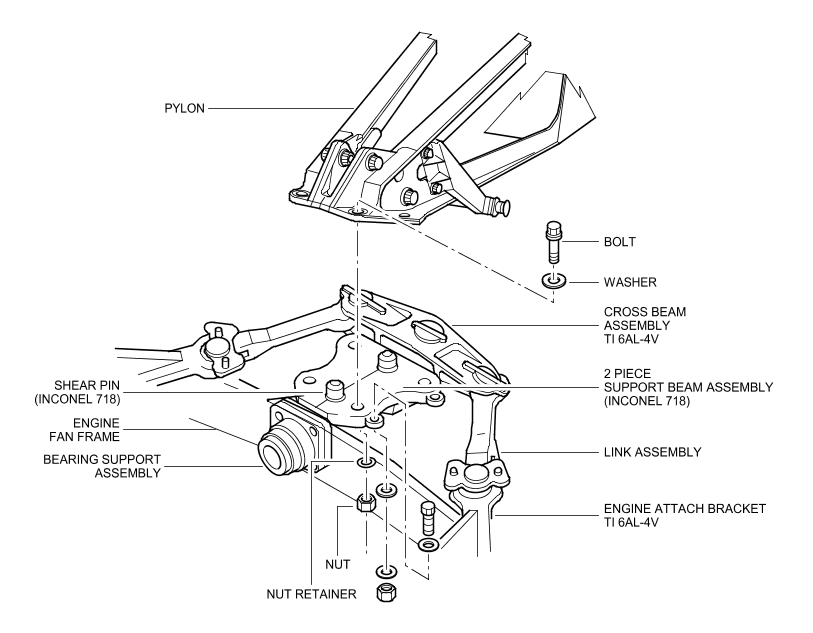 PYLON
BOLT
WASHER
CROSS BEAM
ASSEMBLY
TI 6AL-4V
2 PIECE
SUPPORT BEAM ASSEMBLY
(INCONEL 718)
SHEAR PIN
(INCONEL 718)
ENGINE
FAN FRAME
BEARING SUPPORT
ASSEMBLY
LINK ASSEMBLY
ENGINE ATTACH BRACKET
TI 6AL-4V
NUT
NUT RETAINER